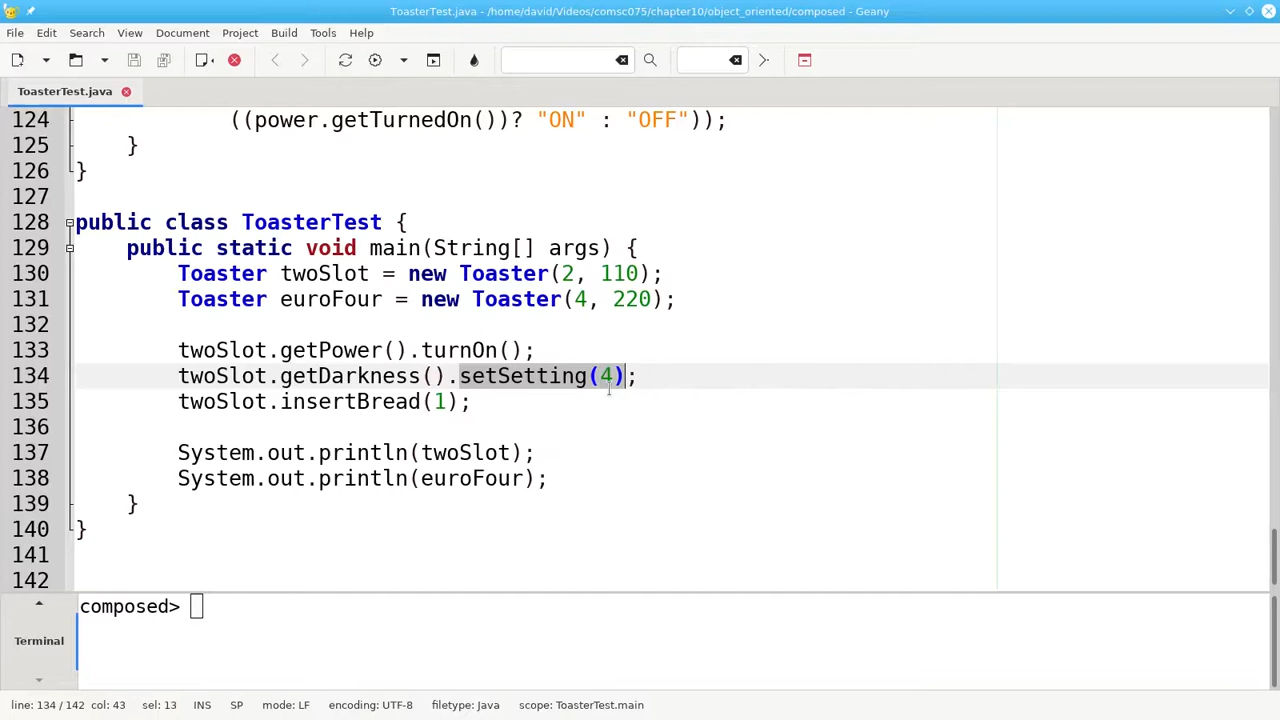 ToasterTest.java - /home/david/Videos/comsc075/chapter10/object_oriented/composed - Geany
File Edit Search View Document Project Build Tools Help
ToasterTest.java
124 ((power.getTurnedOn())? "ON" : "OFF"));
125 }
126 }
127
128 public class ToasterTest {
129 public static void main(String[] args) {
130 Toaster twoSlot = new Toaster(2, 110);
131 Toaster euroFour = new Toaster(4, 220);
132
133 twoSlot.getPower().turnOn();
134 twoSlot.getDarkness().setSetting(4);
135 twoSlot.insertBread(1);
136
137 System.out.println(twoSlot);
138 System.out.println(euroFour);
139 }
140 }
141
142
composed>
Terminal
line: 134 / 142 col: 43 sel: 13 INS SP mode: LF encoding: UTF-8 filetype: Java scope: ToasterTest.main